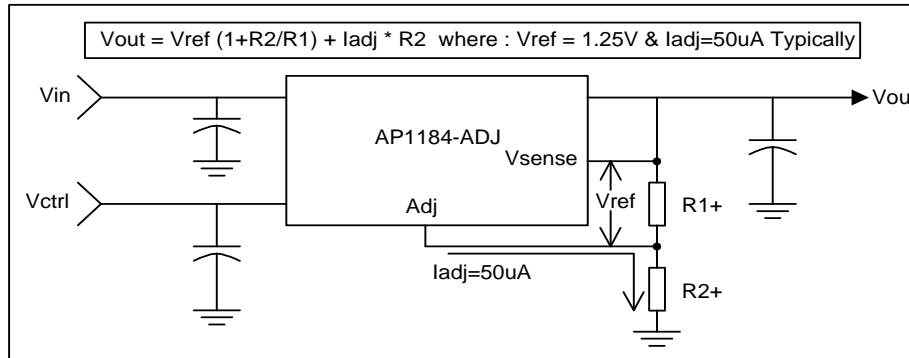 Vout = Vref (1+R2/R1) + Iadj * R2 where : Vref = 1.25V & Iadj=50uA Typically
Vin
Vou
AP1184-ADJ
Vsense
Vctrl
Adj
Vref
R1+
Iadj=50uA
R2+